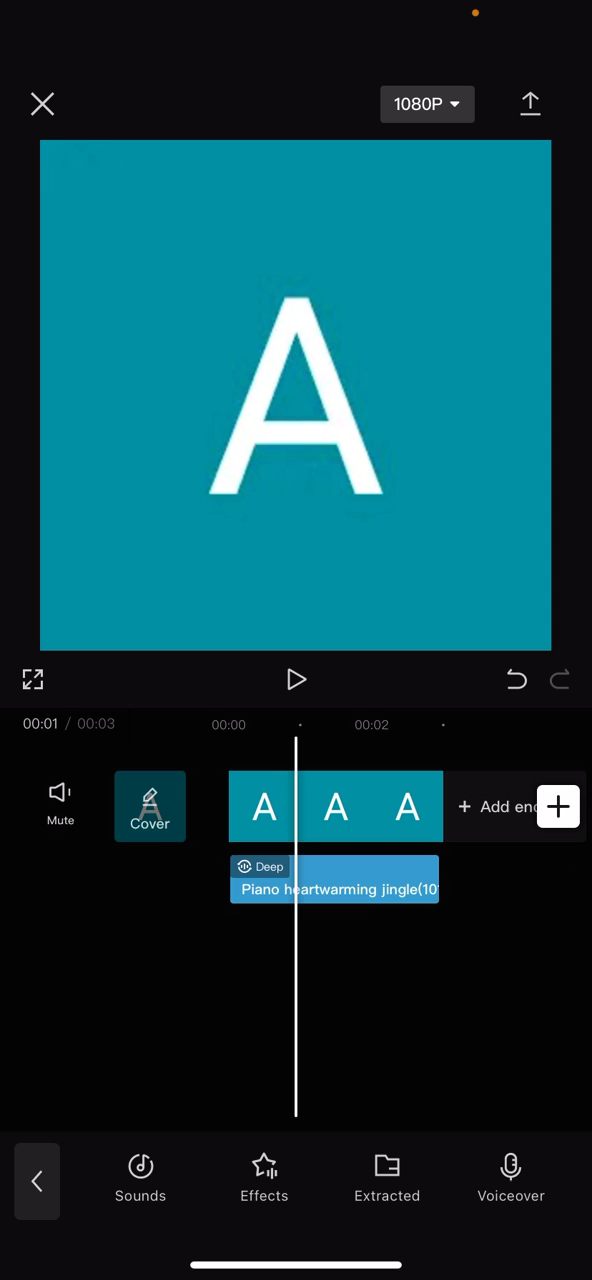 1080P
A
00:01 / 00:03
00:00
00:02
Mute
Cover
A A A
+ Add end
Deep
Piano heartwarming jingle(10
Sounds
Effects
Extracted
Voiceover